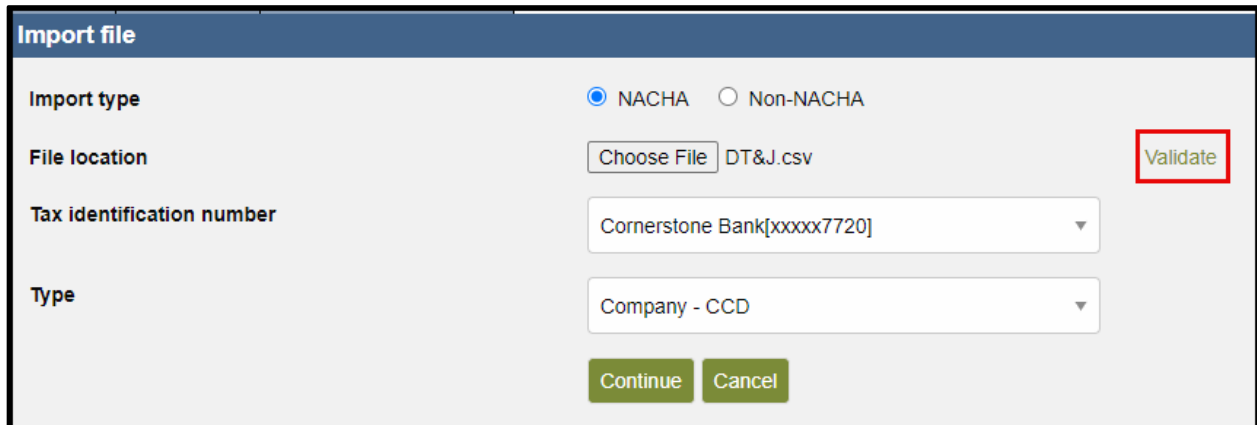 Import file
Import type NACHA Non-NACHA
File location Choose File DT&J.csv Validate
Tax identification number Cornerstone Bank[xxxxx7720]
Type Company - CCD
Continue Cancel